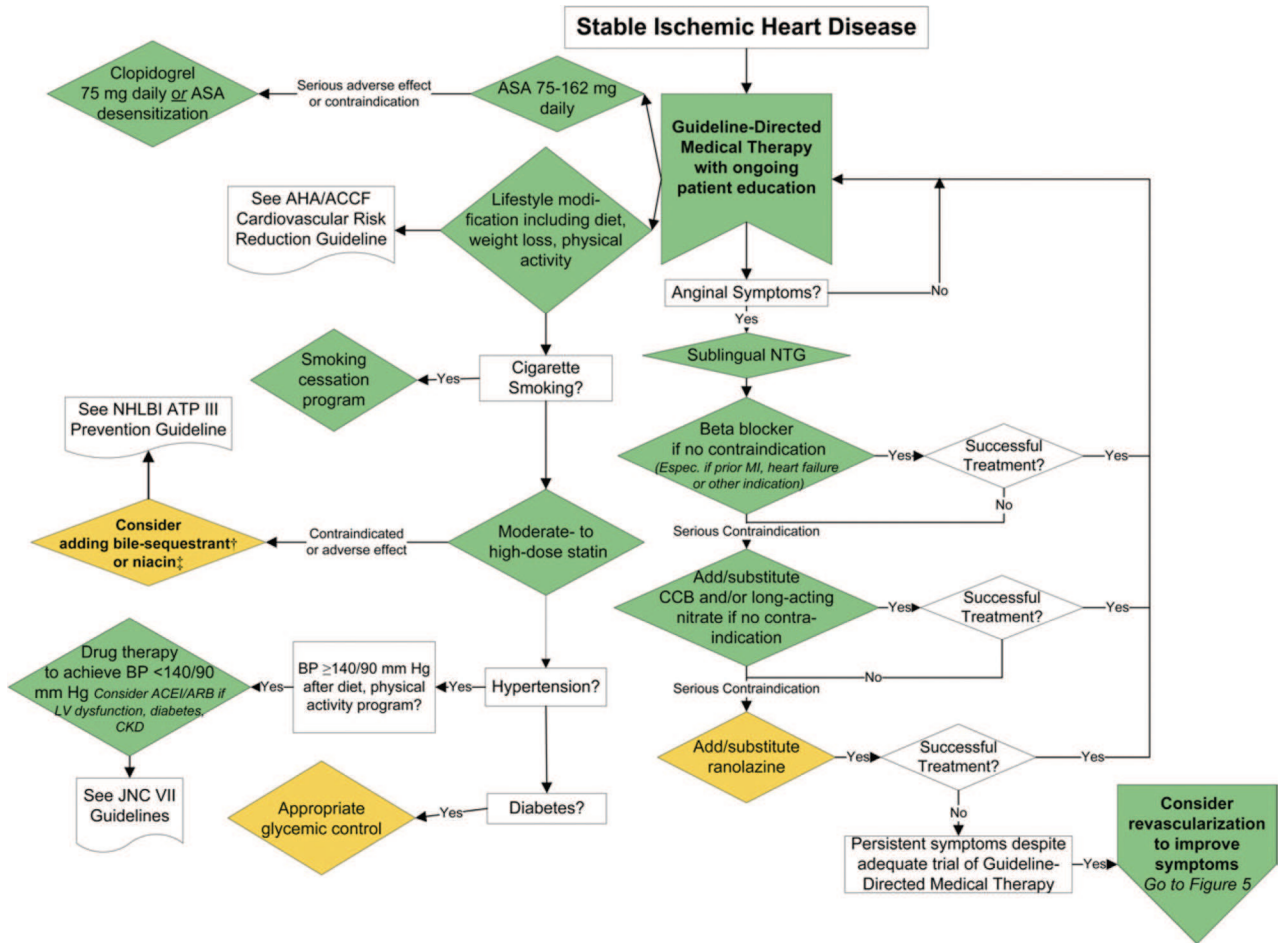 Stable Ischemic Heart Disease
Clopidogrel
75 mg daily or ASA
desensitization
Serious adverse effect
or contraindication
ASA 75-162 mg
daily
Guideline-Directed
Medical Therapy
with ongoing
patient education
See AHA/ACCF
Cardiovascular Risk
Reduction Guideline
Lifestyle modi-
fication including diet,
weight loss, physical
activity
Anginal Symptoms?
No
Yes
Sublingual NTG
Smoking
cessation
program
Yes
Cigarette
Smoking?
See NHLBI ATP III
Prevention Guideline
Beta blocker
if no contraindication
(Espec. if prior MI, heart failure
or other indication)
Yes
Successful
Treatment?
Yes
No
Serious Contraindication
Consider
adding bile-sequestrant†
or niacin‡
Contraindicated
or adverse effect
Moderate- to
high-dose statin
Add/substitute
CCB and/or long-acting
nitrate if no contra-
indication
Yes
Successful
Treatment?
Yes
No
Serious Contraindication
Drug therapy
to achieve BP <140/90
mm Hg Consider ACEI/ARB if
LV dysfunction, diabetes,
CKD
Yes
BP ≥140/90 mm Hg
after diet, physical
activity program?
Yes
Hypertension?
Add/substitute
ranolazine
Yes
Successful
Treatment?
Yes
No
See JNC VII
Guidelines
Appropriate
glycemic control
Yes
Diabetes?
Persistent symptoms despite
adequate trial of Guideline-
Directed Medical Therapy
Yes
Consider
revascularization
to improve
symptoms
Go to Figure 5